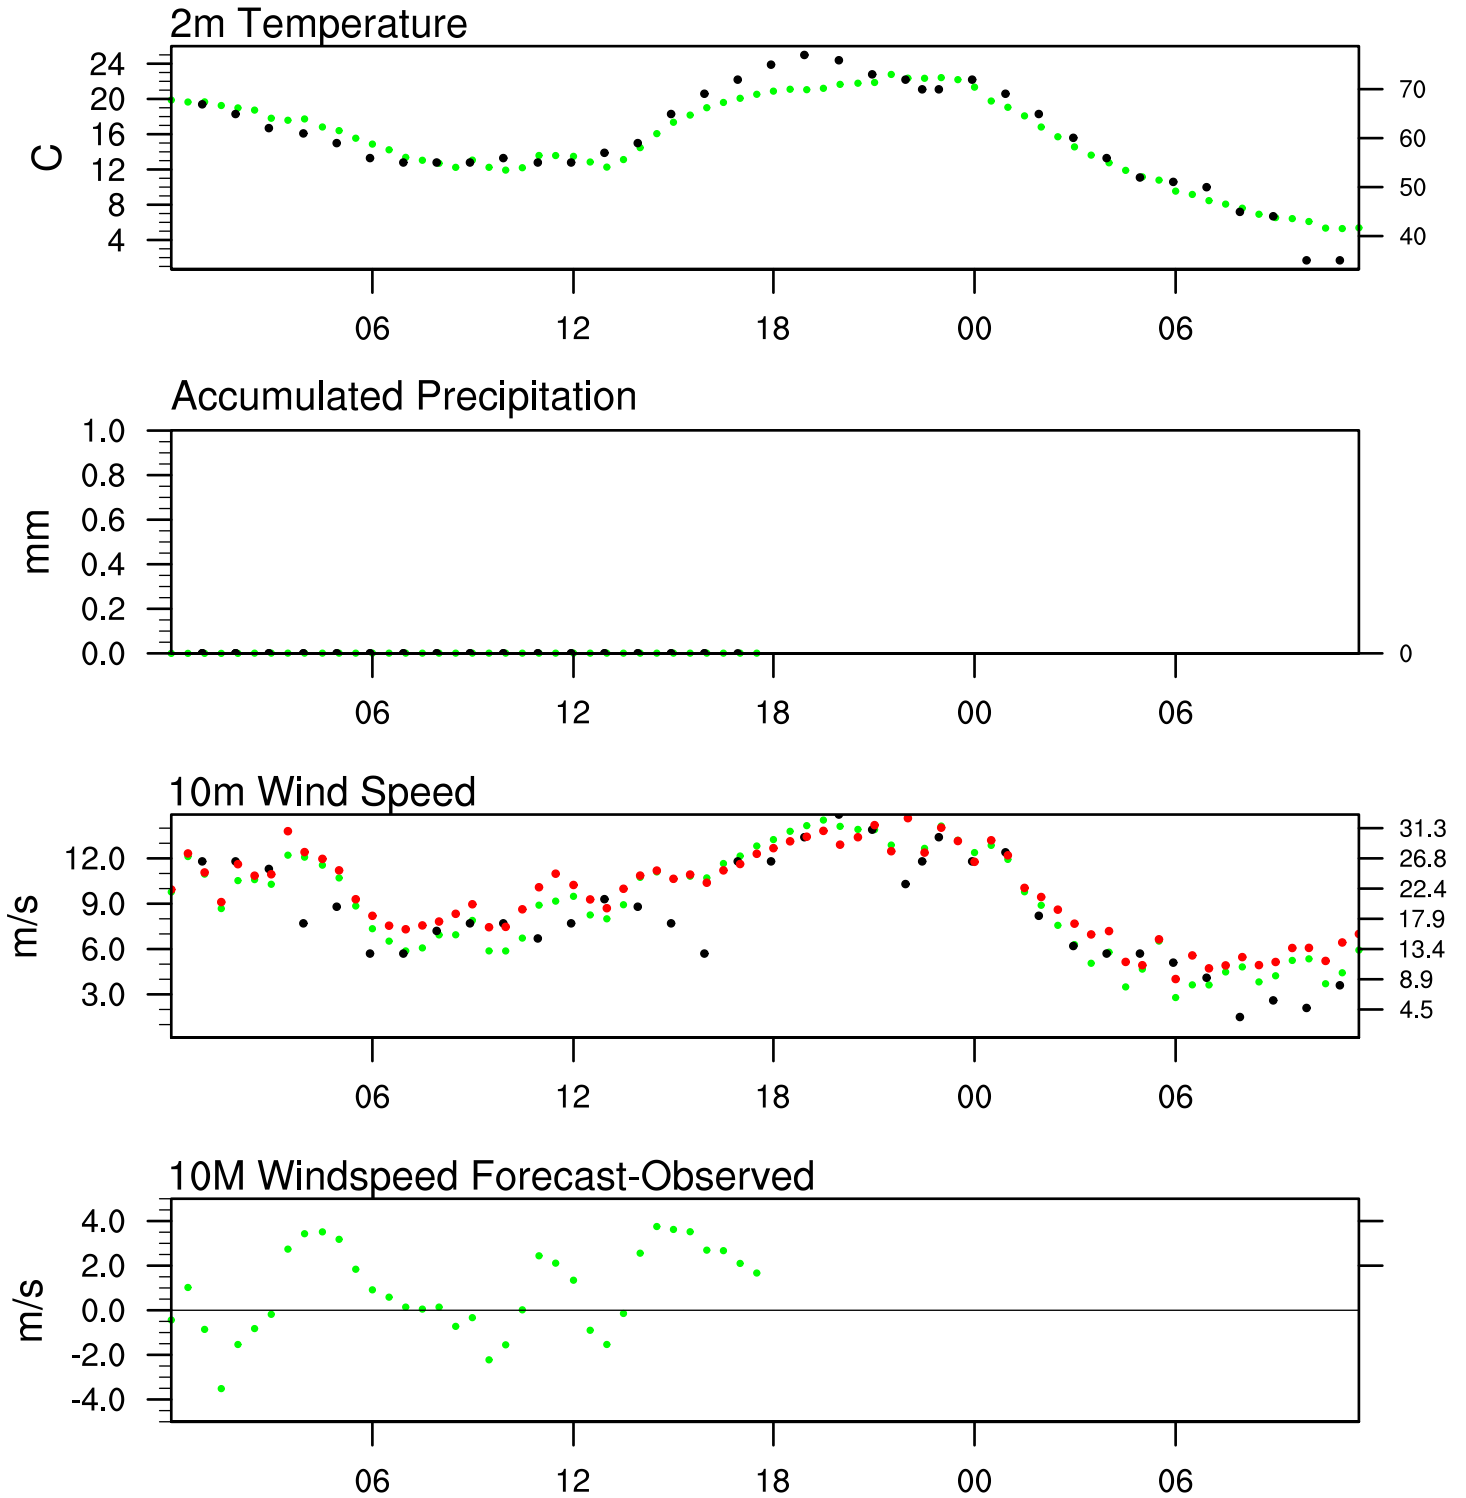 2m Temperature
24
20
16
12
8
4
C
70
60
50
40
06 12 18 00 06
Accumulated Precipitation
1.0
0.8
0.6
0.4
0.2
0.0
mm
0
06 12 18 00 06
10m Wind Speed
12.0
9.0
6.0
3.0
m/s
31.3
26.8
22.4
17.9
13.4
8.9
4.5
06 12 18 00 06
10M Windspeed Forecast-Observed
4.0
2.0
0.0
-2.0
-4.0
m/s
06 12 18 00 06